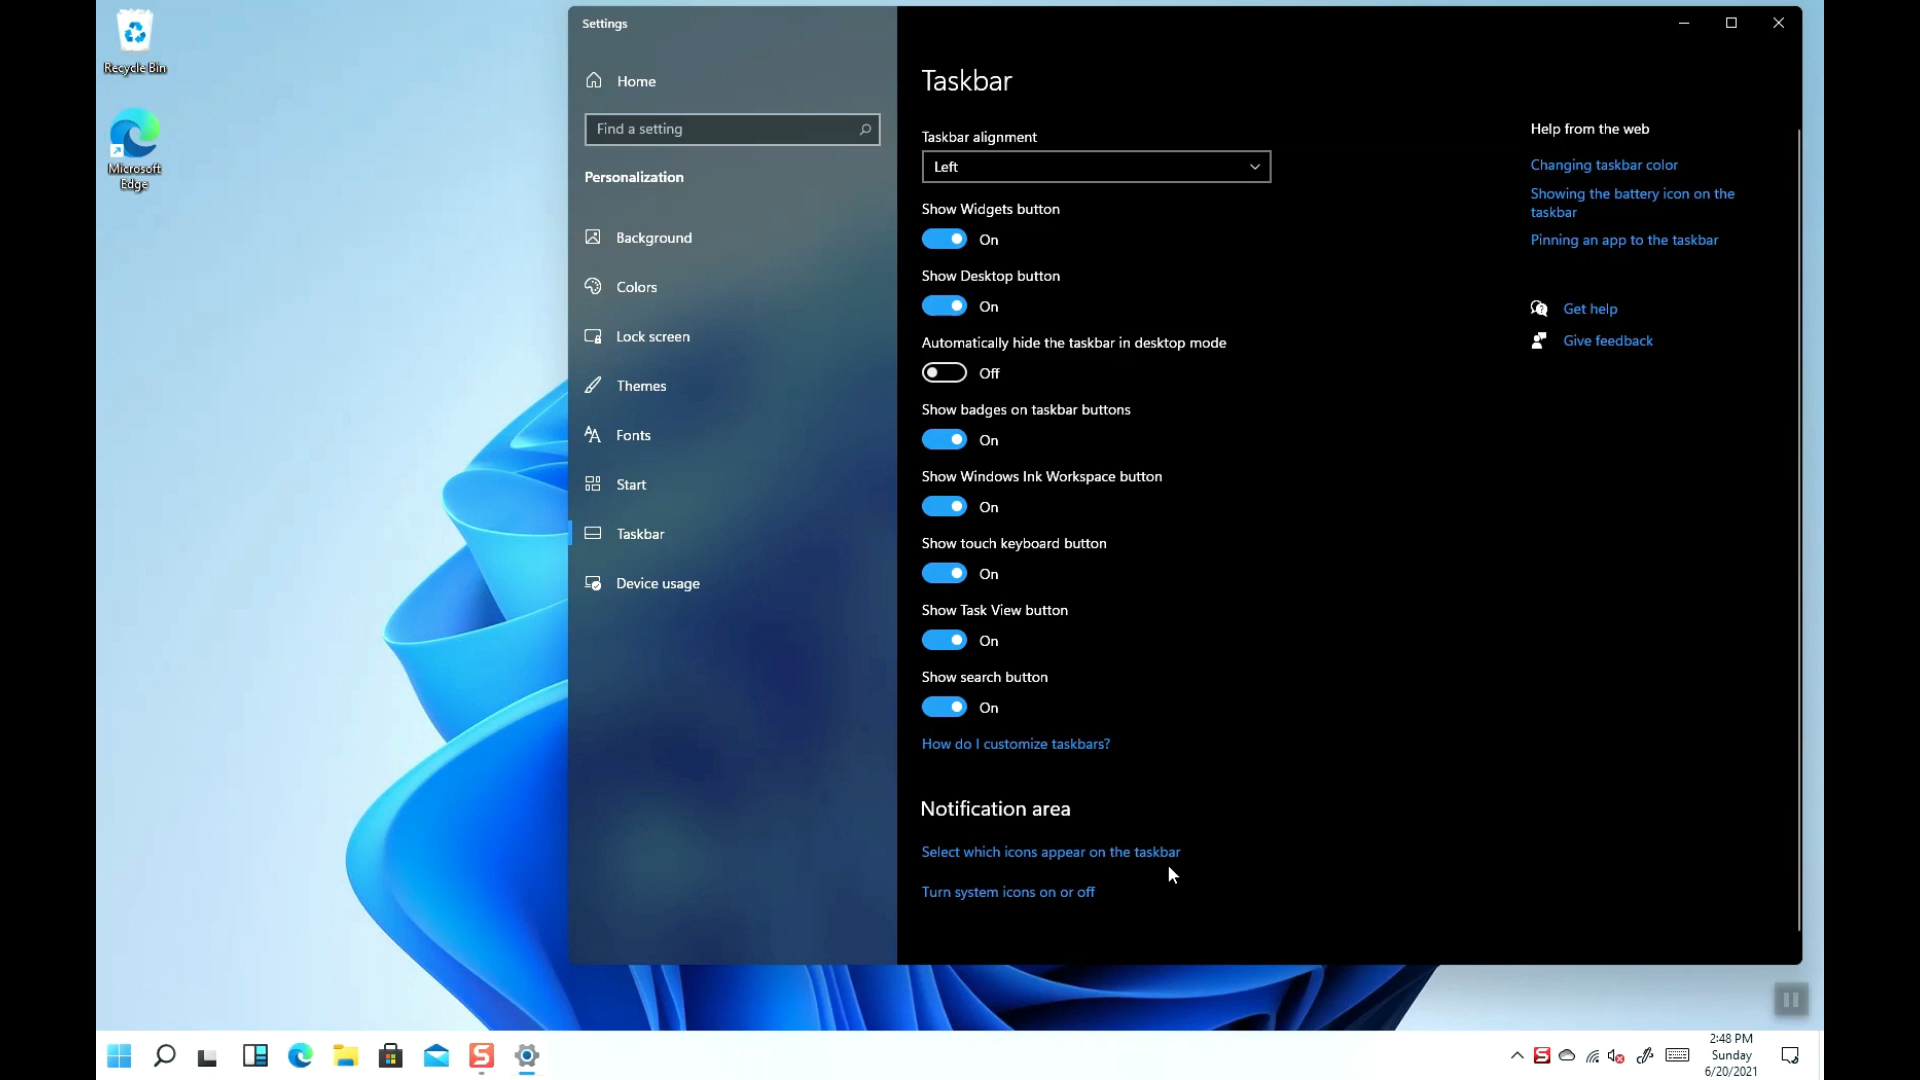 Recycle Bin
Microsoft
Edge
Settings
Home
Find a setting
Personalization
Background
Colors
Lock screen
Themes
Fonts
Start
Taskbar
Device usage
Taskbar
Taskbar alignment
Left
Show Widgets button
On
Show Desktop button
On
Automatically hide the taskbar in desktop mode
Off
Show badges on taskbar buttons
On
Show Windows Ink Workspace button
On
Show touch keyboard button
On
Show Task View button
On
Show search button
On
How do I customize taskbars?
Notification area
Select which icons appear on the taskbar
Turn system icons on or off
Help from the web
Changing taskbar color
Showing the battery icon on the
taskbar
Pinning an app to the taskbar
Get help
Give feedback
S
S
2:48 PM
Sunday
6/20/2021